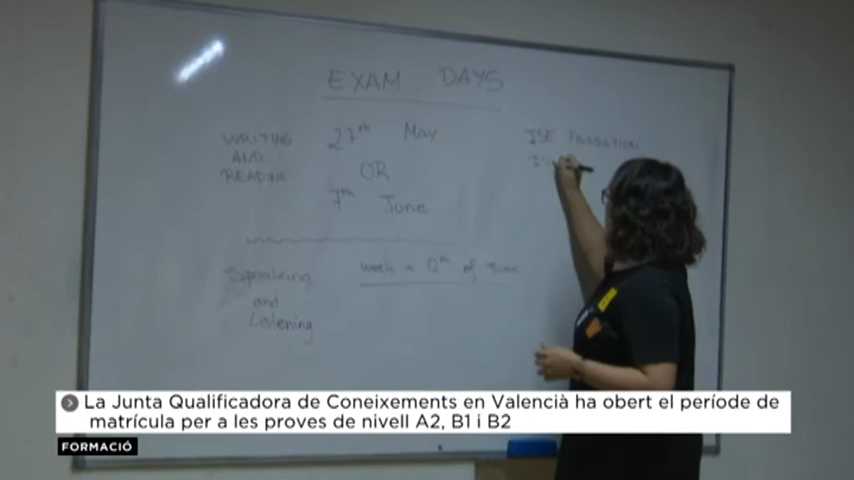 EXAM DAYS
WRITING
AND
READING
27th May
OR
7th June
ISE FOUNDATION
Speaking
and
Listening
week 12th of June
La Junta Qualificadora de Coneixements en Valencià ha obert el període de
matrícula per a les proves de nivell A2, B1 i B2
FORMACIÓ